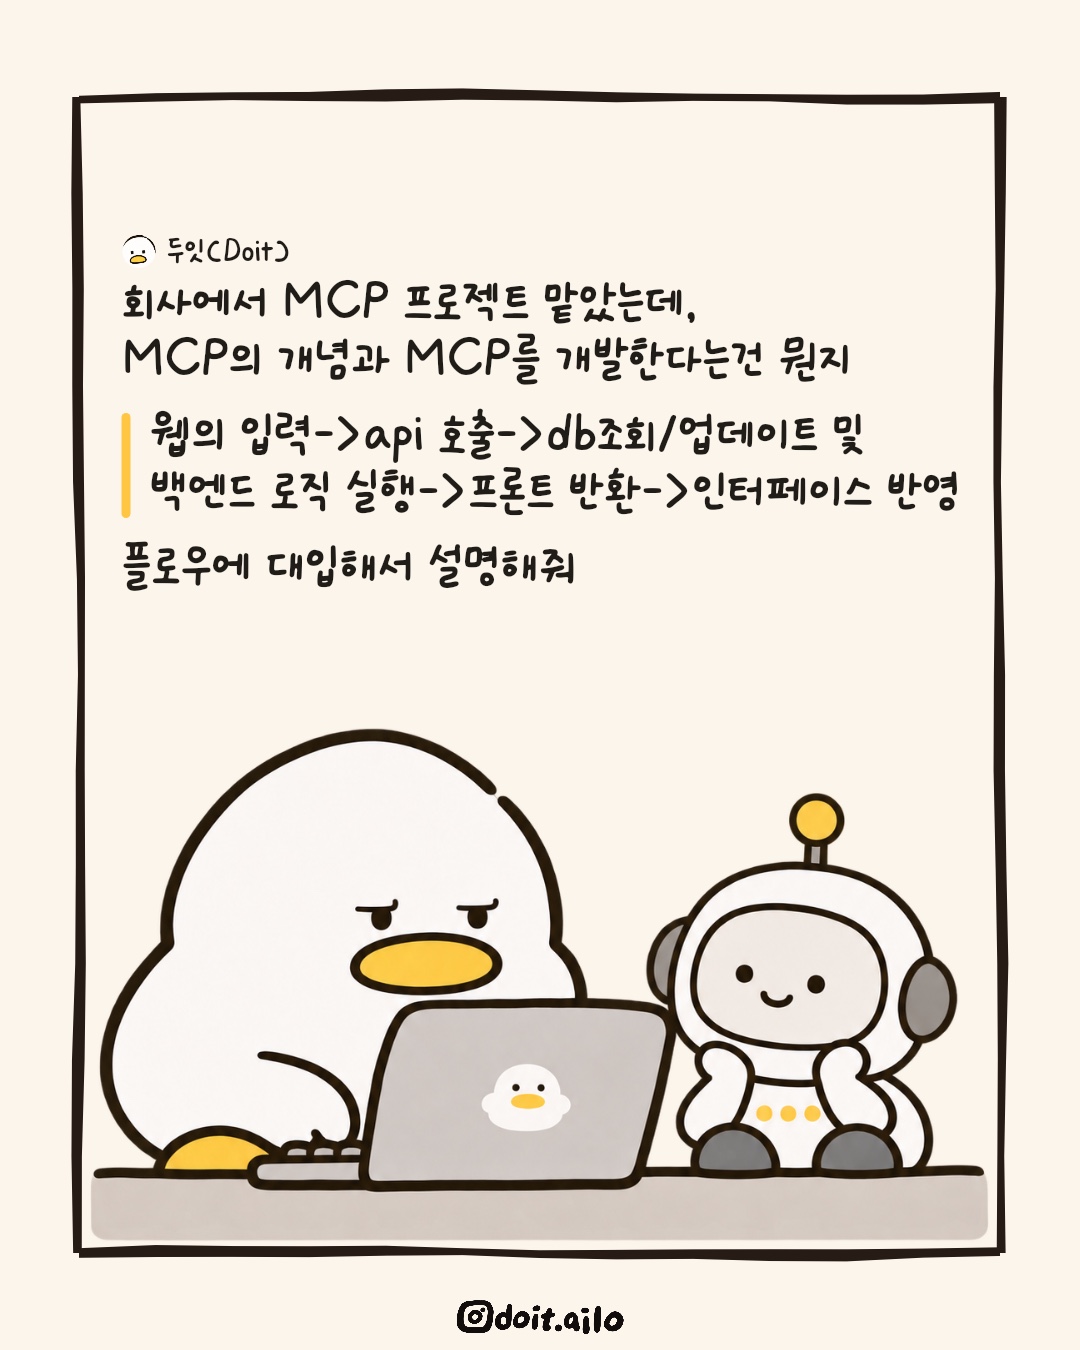 두잇(Doit)
회사에서 MCP 프로젝트 맡았는데,
MCP의 개념과 MCP를 개발한다는건 뭔지
웹의 입력->api 호출->db조회/업데이트 및
백엔드 로직 실행->프론트 반환->인터페이스 반영
플로우에 대입해서 설명해줘
doit.ailo